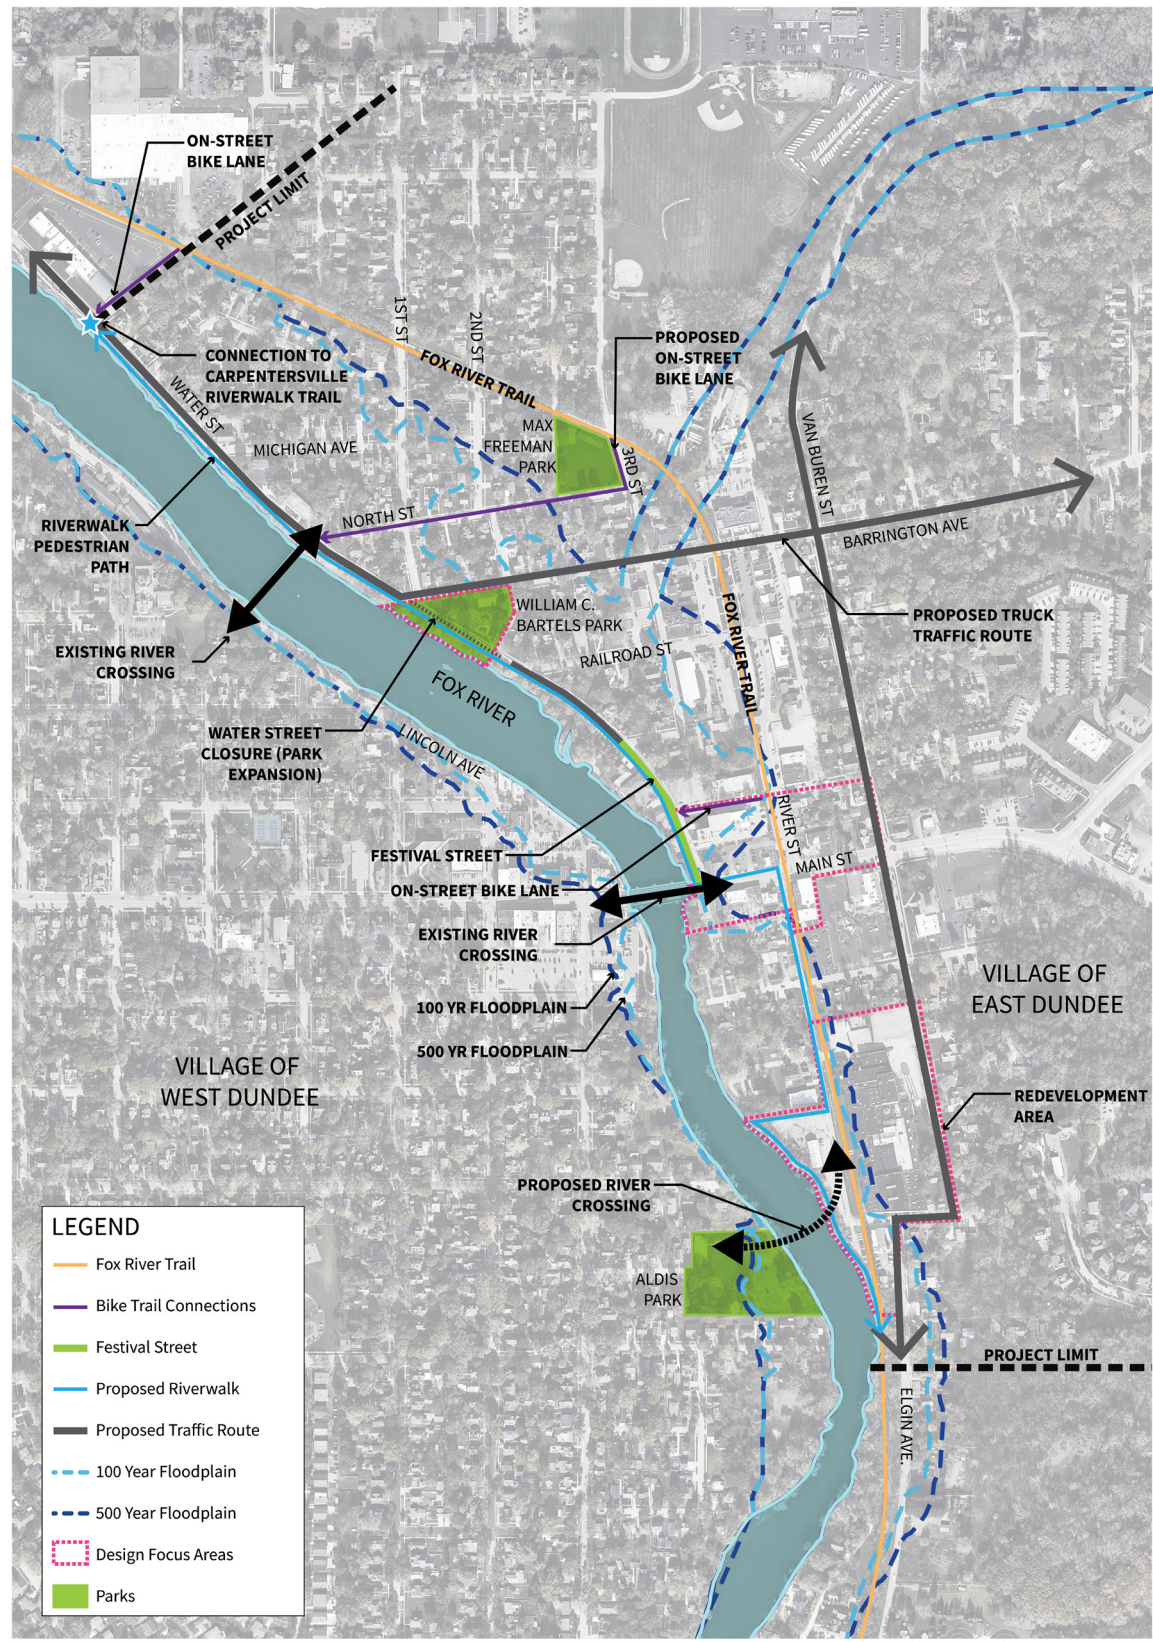 ON-STREET
BIKE LANE
PROJECT LIMIT
1ST ST
2ND ST
CONNECTION TO
CARPENTERSVILLE
RIVERWALK TRAIL
FOX RIVER TRAIL
PROPOSED
ON-STREET
BIKE LANE
WATER ST
MICHIGAN AVE
MAX
FREEMAN
PARK
3RD ST
VAN BUREN ST
NORTH ST
BARRINGTON AVE
RIVERWALK
PEDESTRIAN
PATH
WILLIAM C.
BARTELS PARK
PROPOSED TRUCK
TRAFFIC ROUTE
EXISTING RIVER
CROSSING
RAILROAD ST
FOX RIVER TRAIL
FOX RIVER
WATER STREET
CLOSURE (PARK
EXPANSION)
LINCOLN AVE
RIVER ST
MAIN ST
FESTIVAL STREET
ON-STREET BIKE LANE
EXISTING RIVER
CROSSING
100 YR FLOODPLAIN
500 YR FLOODPLAIN
VILLAGE OF
EAST DUNDEE
VILLAGE OF
WEST DUNDEE
REDEVELOPMENT
AREA
PROPOSED RIVER
CROSSING
ALDIS
PARK
PROJECT LIMIT
ELGIN AVE.
LEGEND
Fox River Trail
Bike Trail Connections
Festival Street
Proposed Riverwalk
Proposed Traffic Route
100 Year Floodplain
500 Year Floodplain
Design Focus Areas
Parks